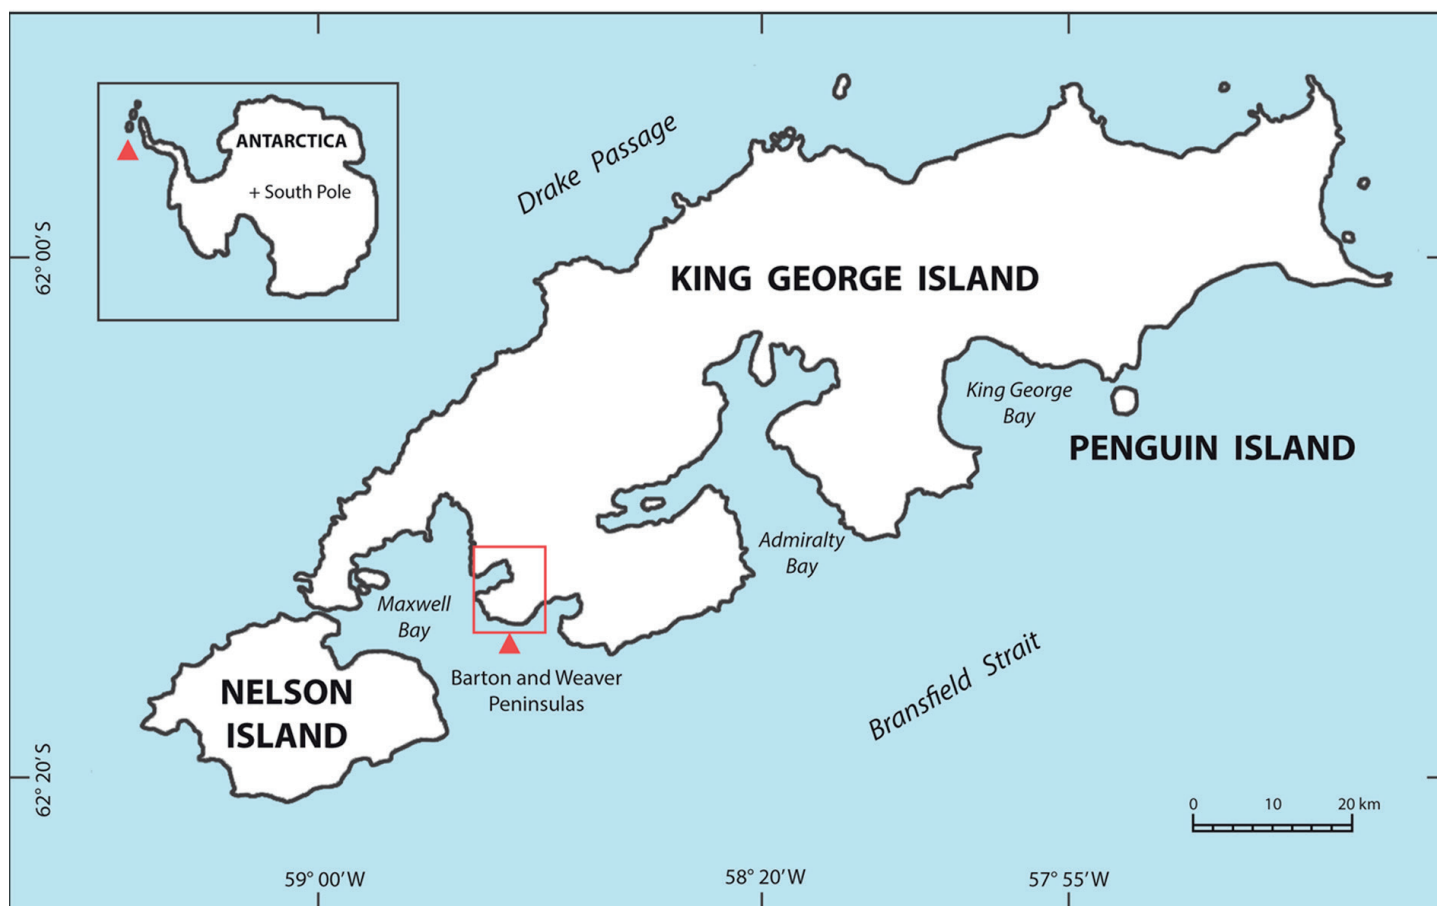 ANTARCTICA
+ South Pole
Drake Passage
62° 00' S
KING GEORGE ISLAND
King George
Bay
PENGUIN ISLAND
Admiralty
Bay
Maxwell
Bay
Barton and Weaver
Peninsulas
NELSON
ISLAND
Bransfield Strait
62° 20' S
0 10 20 km
59° 00'W 58° 20'W 57° 55'W